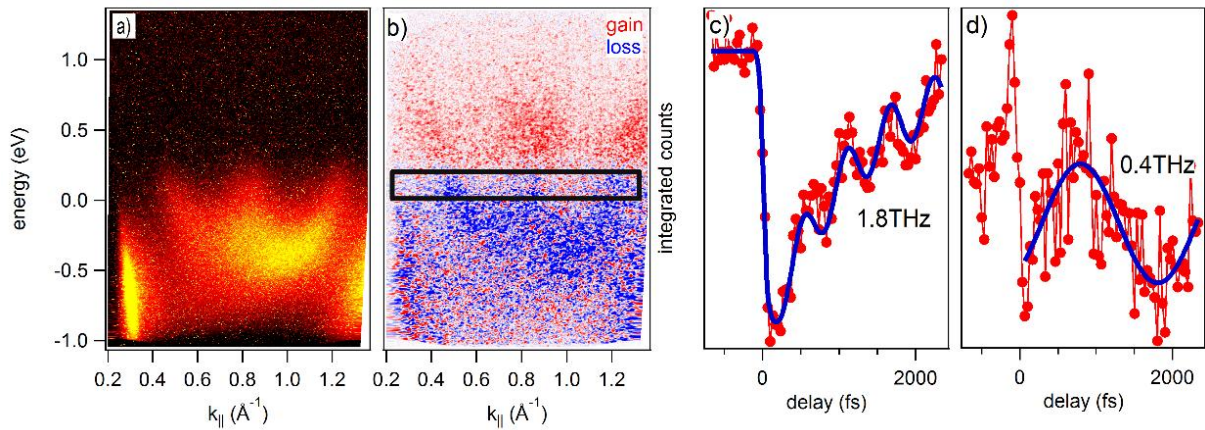 a)
energy (eV)
1.0
0.5
0.0
-0.5
-1.0
0.2 0.4 0.6 0.8 1.0 1.2
k|| (Å⁻¹)
b)
gain
loss
0.2 0.4 0.6 0.8 1.0 1.2
k|| (Å⁻¹)
c)
integrated counts
1.8THz
0 2000
delay (fs)
d)
0.4THz
0 2000
delay (fs)